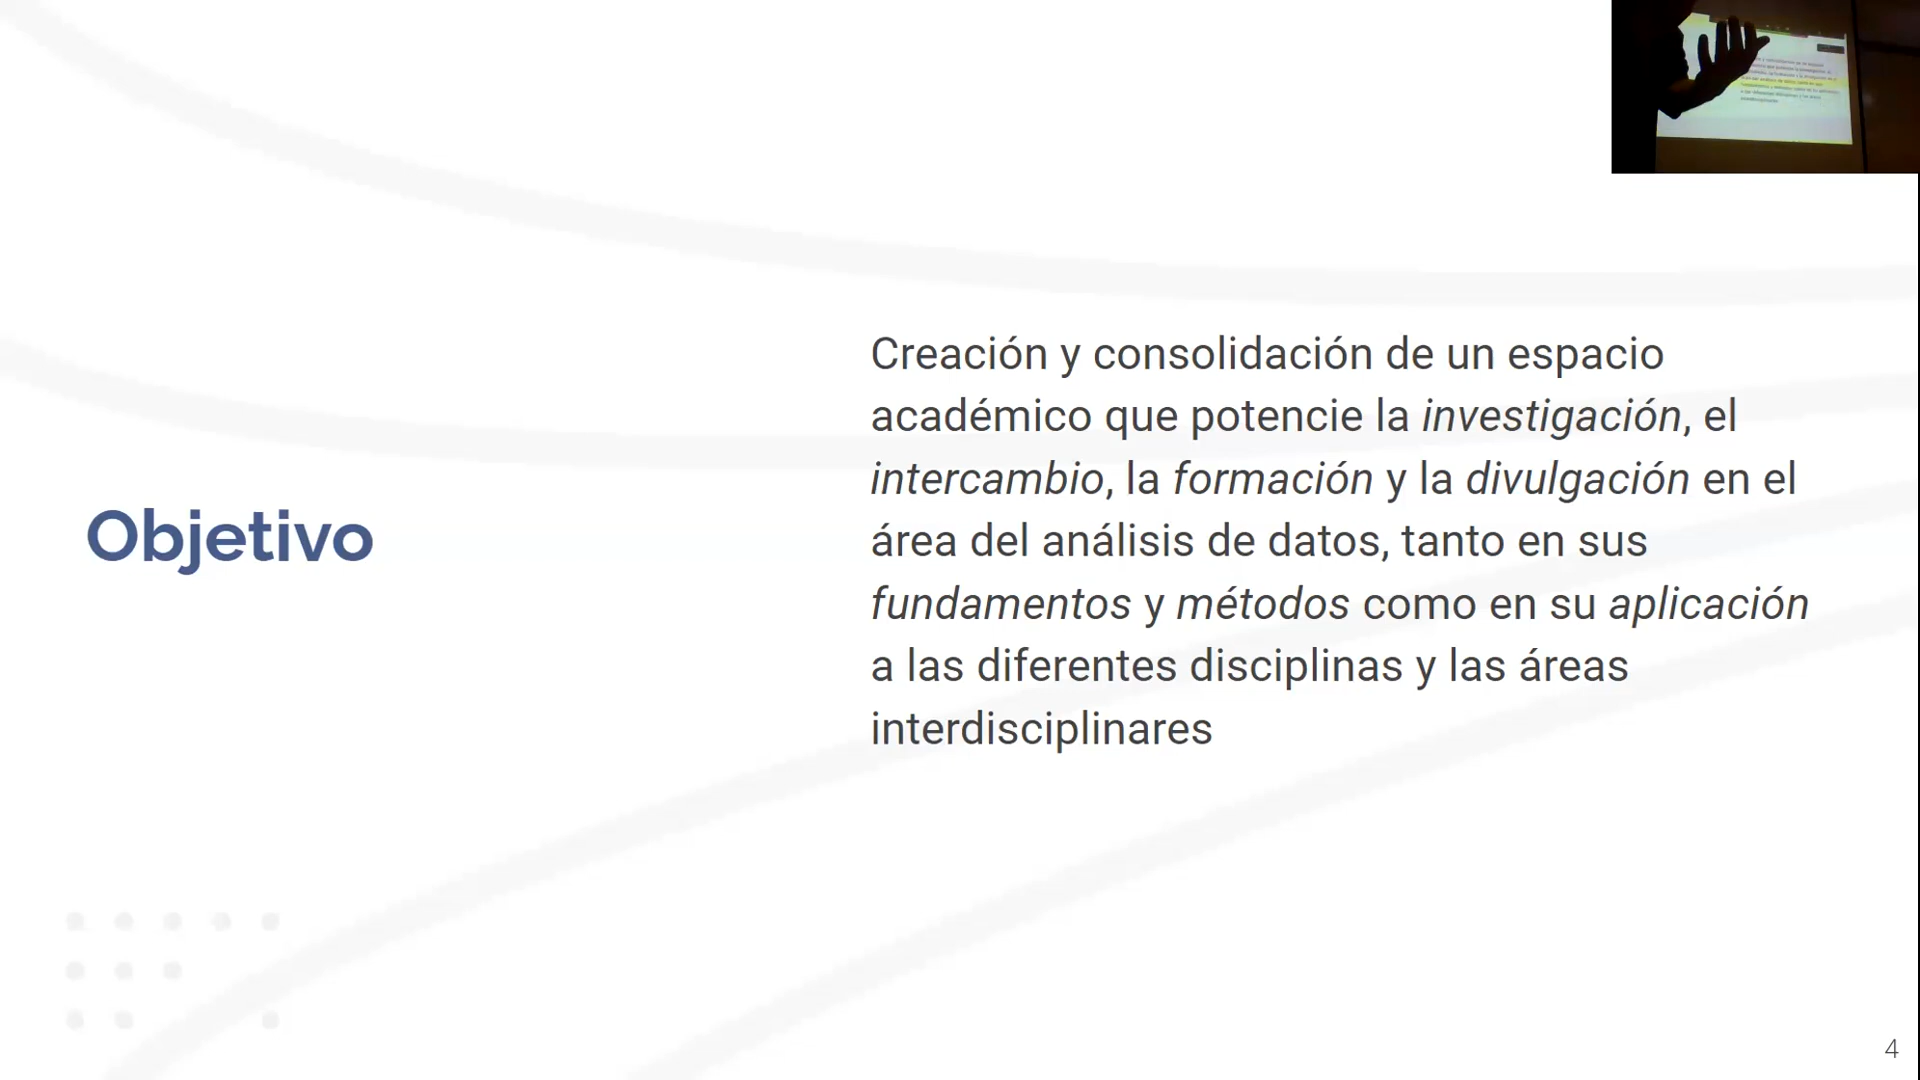 Objetivo
Creación y consolidación de un espacio
académico que potencie la investigación, el
intercambio, la formación y la divulgación en el
área del análisis de datos, tanto en sus
fundamentos y métodos como en su aplicación
a las diferentes disciplinas y las áreas
interdisciplinares
4